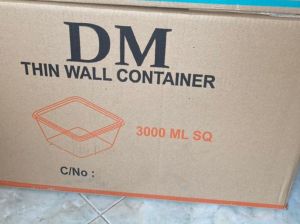 DM
THIN WALL CONTAINER
3000 ML SQ
C/No :